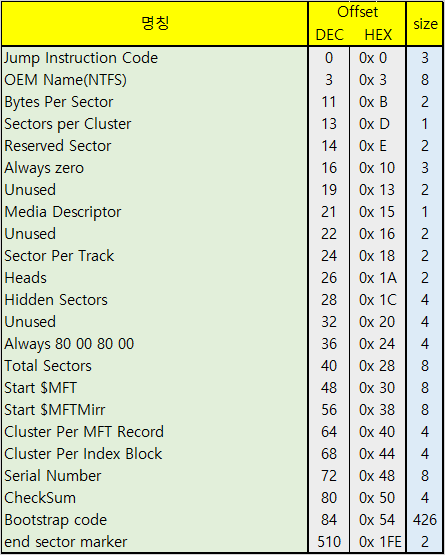 명칭 Offset size
DEC HEX
Jump Instruction Code 0 0x 0 3
OEM Name(NTFS) 3 0x 3 8
Bytes Per Sector 11 0x B 2
Sectors per Cluster 13 0x D 1
Reserved Sector 14 0x E 2
Always zero 16 0x 10 3
Unused 19 0x 13 2
Media Descriptor 21 0x 15 1
Unused 22 0x 16 2
Sector Per Track 24 0x 18 2
Heads 26 0x 1A 2
Hidden Sectors 28 0x 1C 4
Unused 32 0x 20 4
Always 80 00 80 00 36 0x 24 4
Total Sectors 40 0x 28 8
Start $MFT 48 0x 30 8
Start $MFTMirr 56 0x 38 8
Cluster Per MFT Record 64 0x 40 4
Cluster Per Index Block 68 0x 44 4
Serial Number 72 0x 48 8
CheckSum 80 0x 50 4
Bootstrap code 84 0x 54 426
end sector marker 510 0x 1FE 2